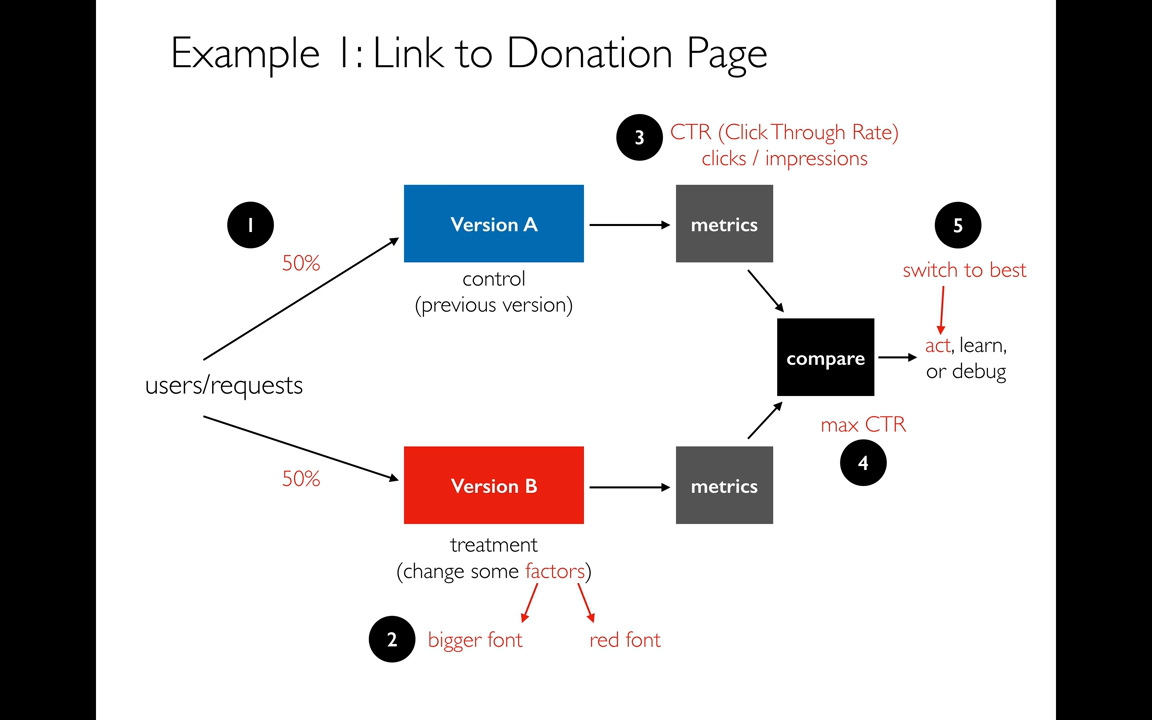 Example 1: Link to Donation Page
3
CTR (Click Through Rate)
clicks / impressions
1
50%
Version A
metrics
control
(previous version)
5
switch to best
users/requests
compare
act, learn,
or debug
max CTR
4
50%
Version B
metrics
treatment
(change some factors)
2
bigger font
red font